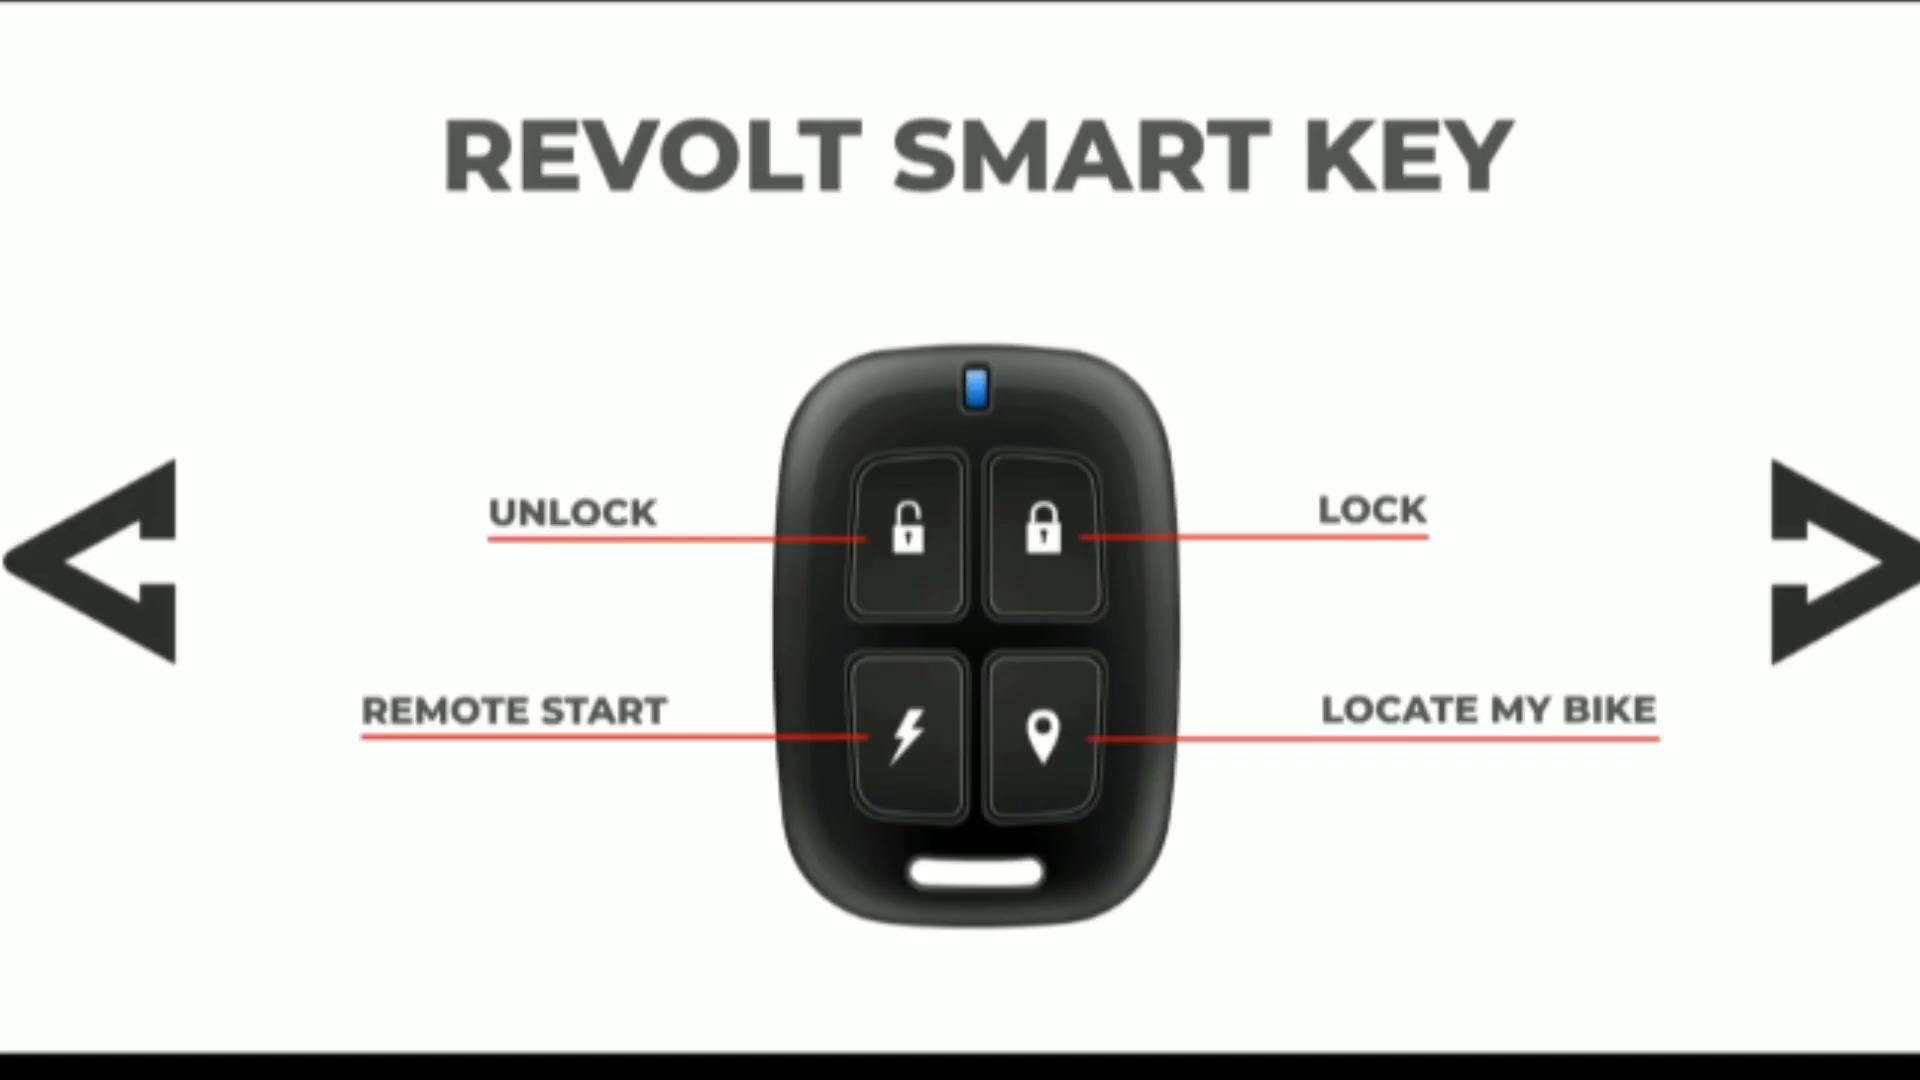 REVOLT SMART KEY
UNLOCK
LOCK
REMOTE START
LOCATE MY BIKE